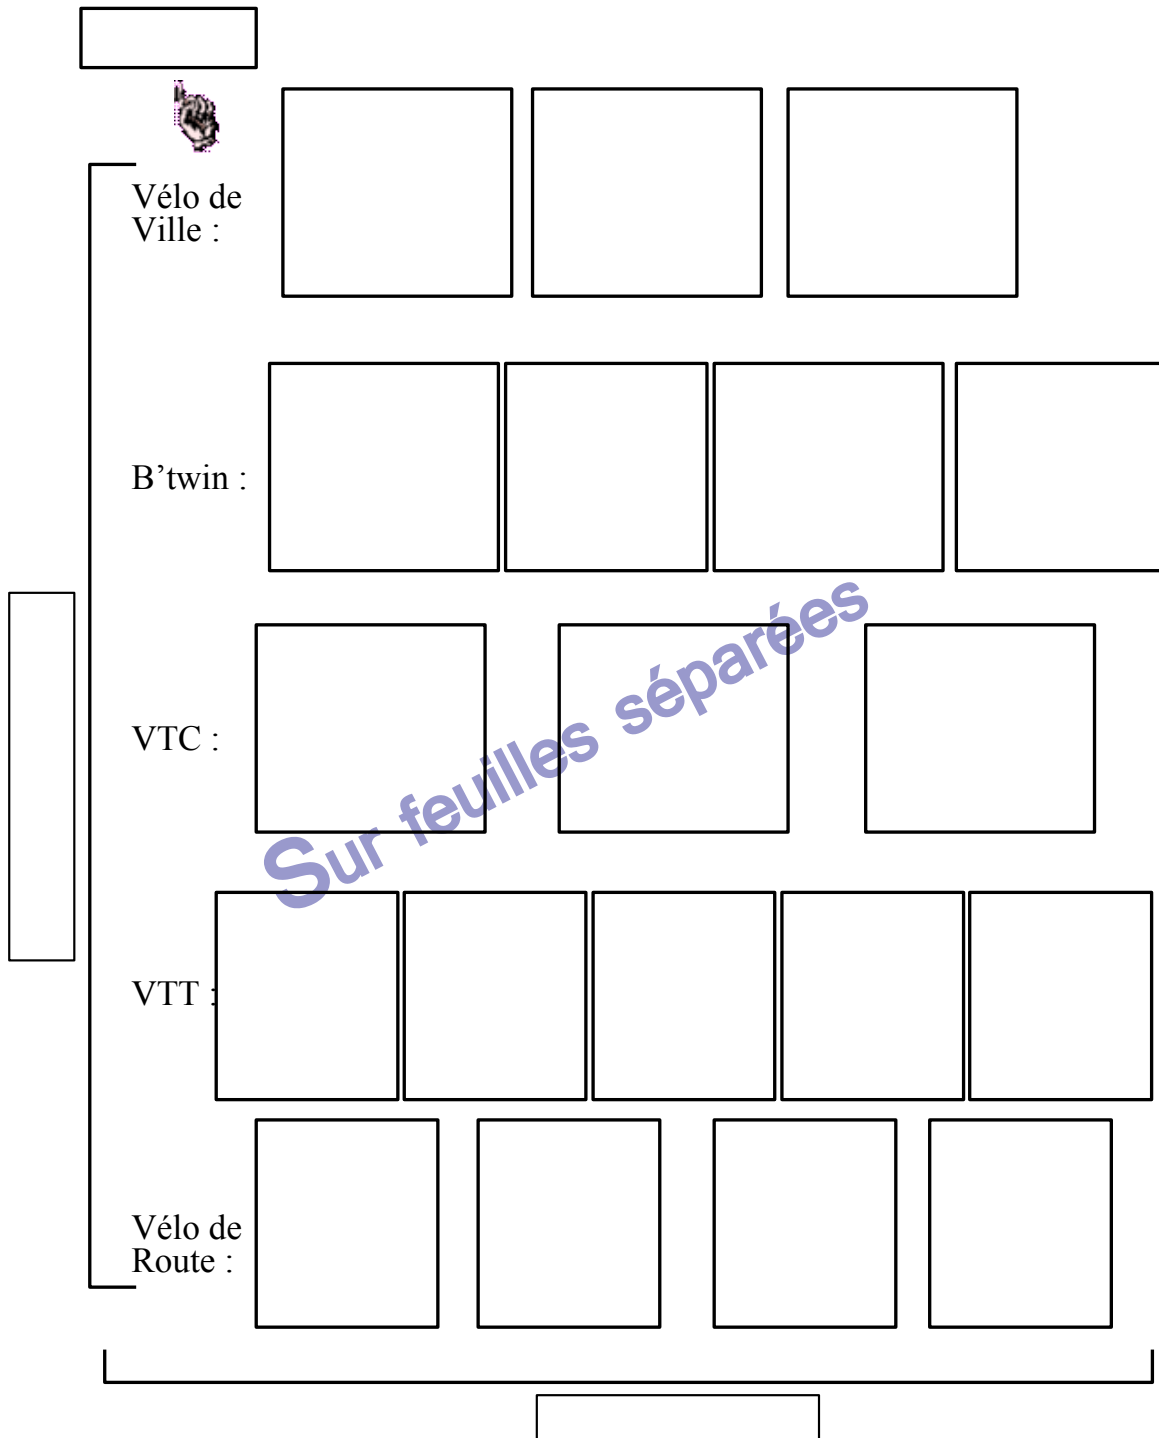 Vélo de
Ville :
B’twin :
VTC :
Sur feuilles séparées
VTT :
Vélo de
Route :